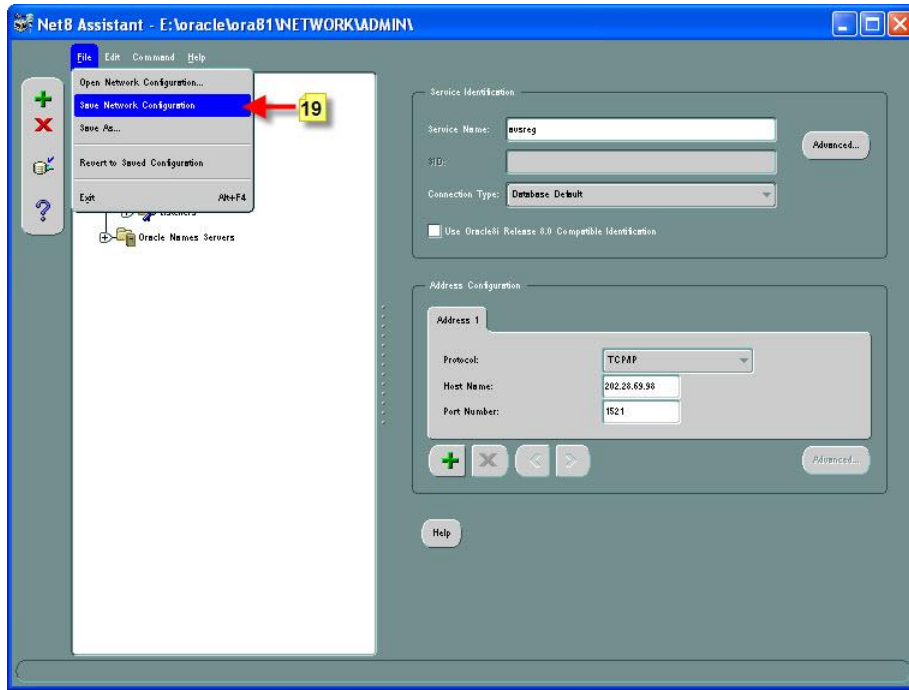 Net8 Assistant - E:\oracle\ora81\NETWORK\ADMIN\
File Edit Command Help
Open Network Configuration...
Save Network Configuration
19
Save As...
Revert to Saved Configuration
Exit Alt+F4
Listeners
Oracle Names Servers
Service Identification
Service Name: avsreg
Advanced...
SID:
Connection Type: Database Default
Use Oracle8i Release 8.0 Compatible Identification
Address Configuration
Address 1
Protocol: TCP/IP
Host Name: 202.28.69.98
Port Number: 1521
Advanced...
Help